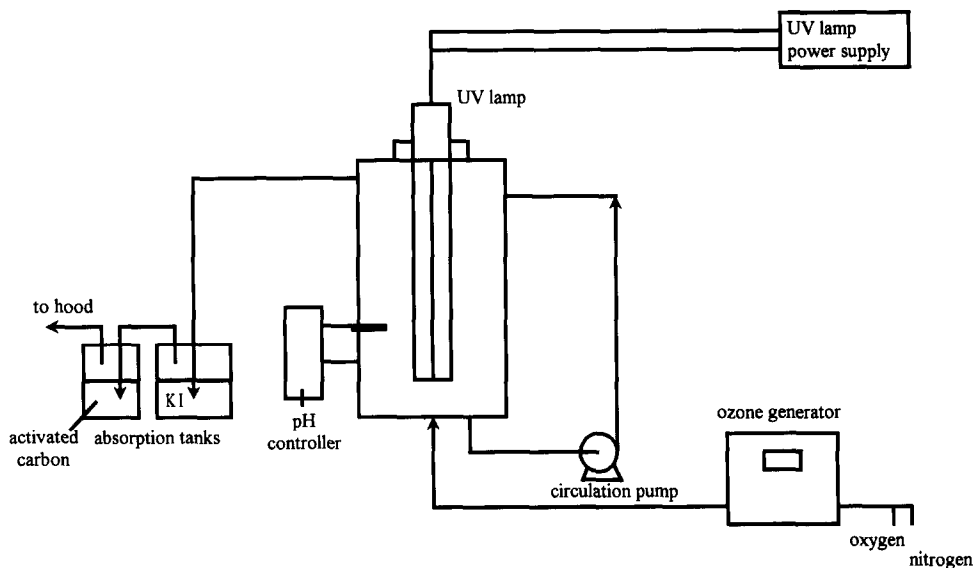 UV lamp
power supply
UV lamp
to hood
KI
activated
carbon
absorption tanks
pH
controller
ozone generator
circulation pump
oxygen
nitrogen